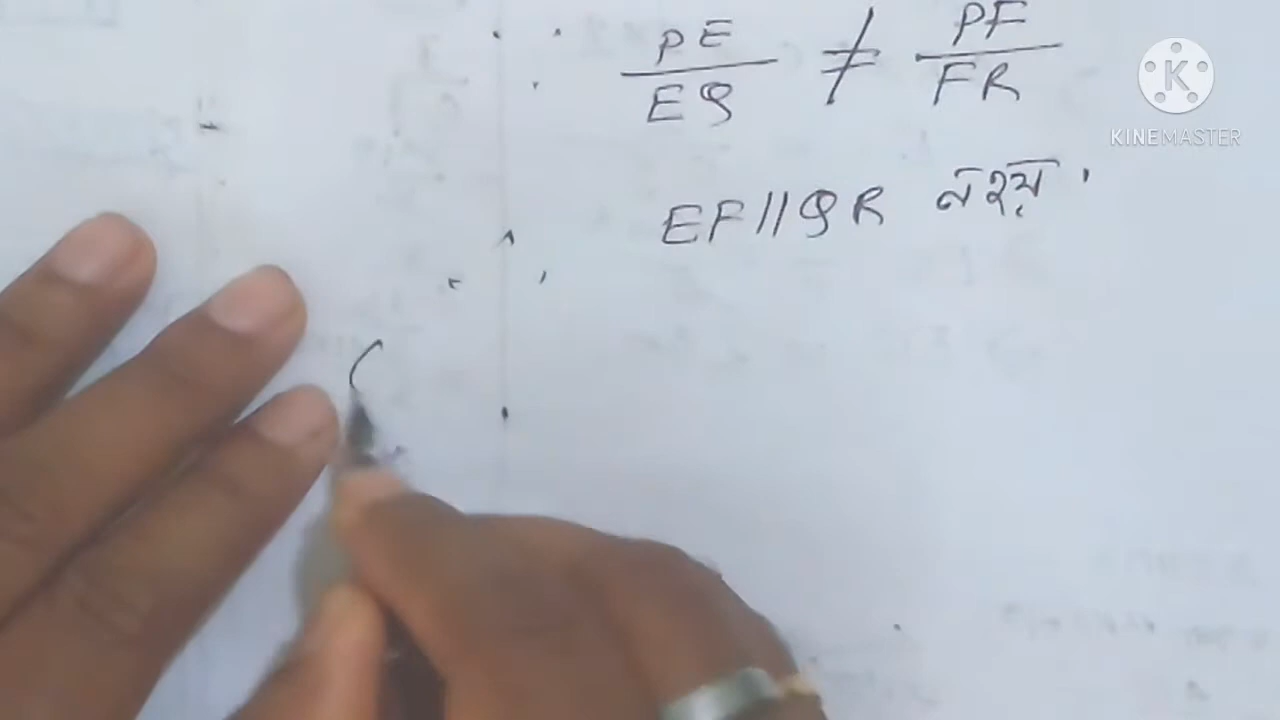 ∵ PE/EQ ≠ PF/FR
KINEMASTER
∴ EF || QR নহয়.
(